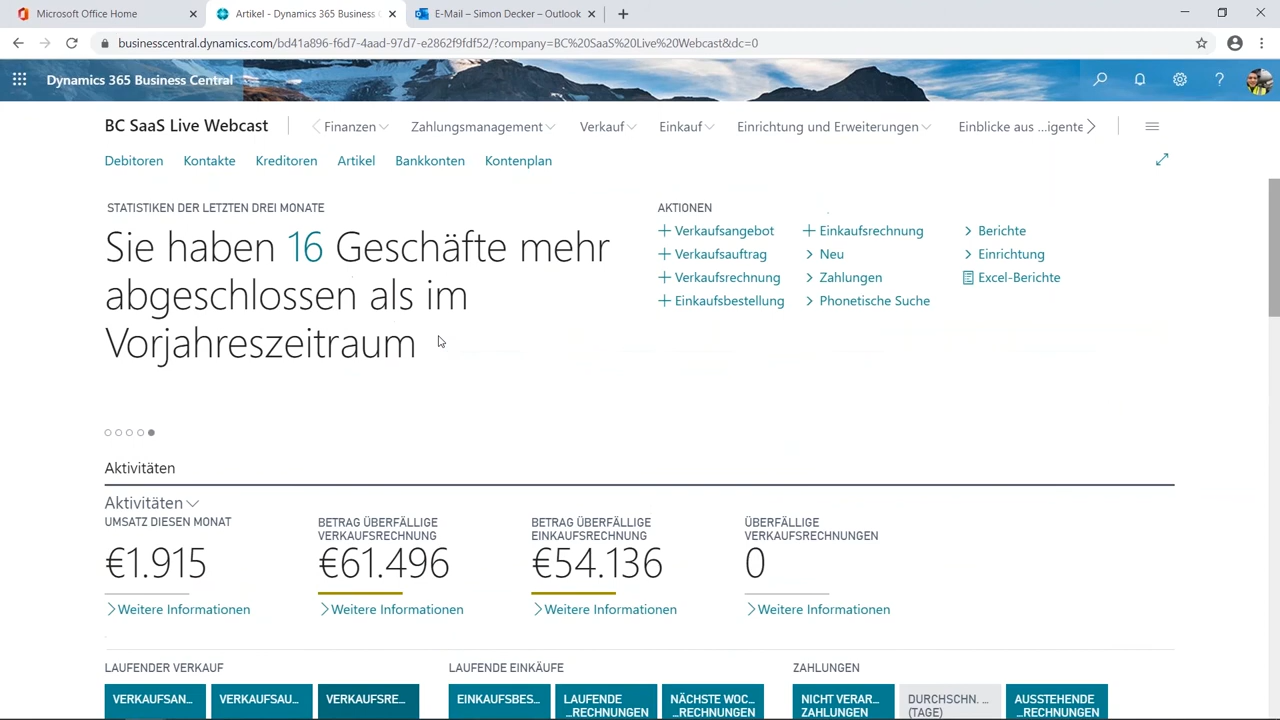 Microsoft Office Home
Artikel - Dynamics 365 Business
E-Mail – Simon Decker – Outlook
businesscentral.dynamics.com/bd41a896-f6d7-4aad-97d7-e2862f9fdf52/?company=BC%20SaaS%20Live%20Webcast&dc=0
Dynamics 365 Business Central
BC SaaS Live Webcast
Finanzen
Zahlungsmanagement
Verkauf
Einkauf
Einrichtung und Erweiterungen
Einblicke aus ...igente
Debitoren
Kontakte
Kreditoren
Artikel
Bankkonten
Kontenplan
STATISTIKEN DER LETZTEN DREI MONATE
Sie haben 16 Geschäfte mehr
abgeschlossen als im
Vorjahreszeitraum
AKTIONEN
Verkaufsangebot
Verkaufsauftrag
Verkaufsrechnung
Einkaufsbestellung
Einkaufsrechnung
Neu
Zahlungen
Phonetische Suche
Berichte
Einrichtung
Excel-Berichte
Aktivitäten
Aktivitäten
UMSATZ DIESEN MONAT
€1.915
Weitere Informationen
BETRAG ÜBERFÄLLIGE
VERKAUFSRECHNUNG
€61.496
Weitere Informationen
BETRAG ÜBERFÄLLIGE
EINKAUFSRECHNUNG
€54.136
Weitere Informationen
ÜBERFÄLLIGE
VERKAUFSRECHNUNGEN
0
Weitere Informationen
LAUFENDER VERKAUF
VERKAUFSAN...
VERKAUFSAU...
VERKAUFSRE...
LAUFENDE EINKÄUFE
EINKAUFSBES...
LAUFENDE
...RECHNUNGEN
NÄCHSTE WOC...
...RECHNUNGEN
ZAHLUNGEN
NICHT VERAR...
ZAHLUNGEN
DURCHSCHN. ...
(TAGE)
AUSSTEHENDE
...RECHNUNGEN